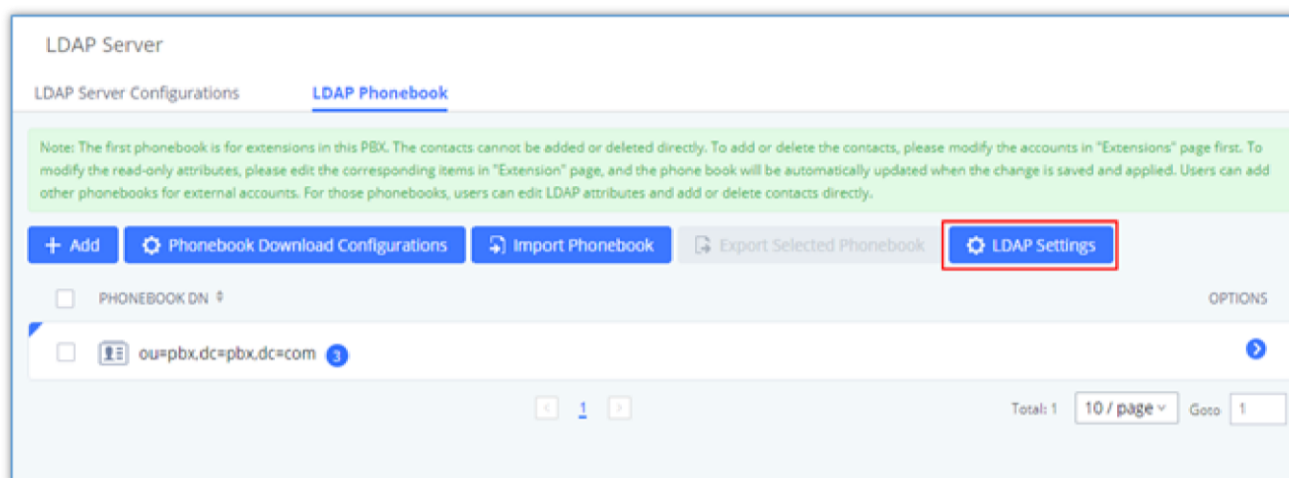 LDAP Server
LDAP Server Configurations LDAP Phonebook
Note: The first phonebook is for extensions in this PBX. The contacts cannot be added or deleted directly. To add or delete the contacts, please modify the accounts in "Extensions" page first. To
modify the read-only attributes, please edit the corresponding items in "Extension" page, and the phone book will be automatically updated when the change is saved and applied. Users can add
other phonebooks for external accounts. For those phonebooks, users can edit LDAP attributes and add or delete contacts directly.
+ Add Phonebook Download Configurations Import Phonebook Export Selected Phonebook LDAP Settings
PHONEBOOK DN OPTIONS
ou=pbx,dc=pbx,dc=com 3
< 1 > Total: 1 10 / page Goto 1